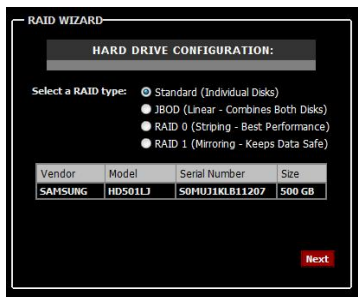 RAID WIZARD
HARD DRIVE CONFIGURATION:
Select a RAID type: Standard (Individual Disks)
JBOD (Linear - Combines Both Disks)
RAID 0 (Striping - Best Performance)
RAID 1 (Mirroring - Keeps Data Safe)
Vendor Model Serial Number Size
SAMSUNG HD501LJ S0MUJ1KLB11207 500 GB
Next